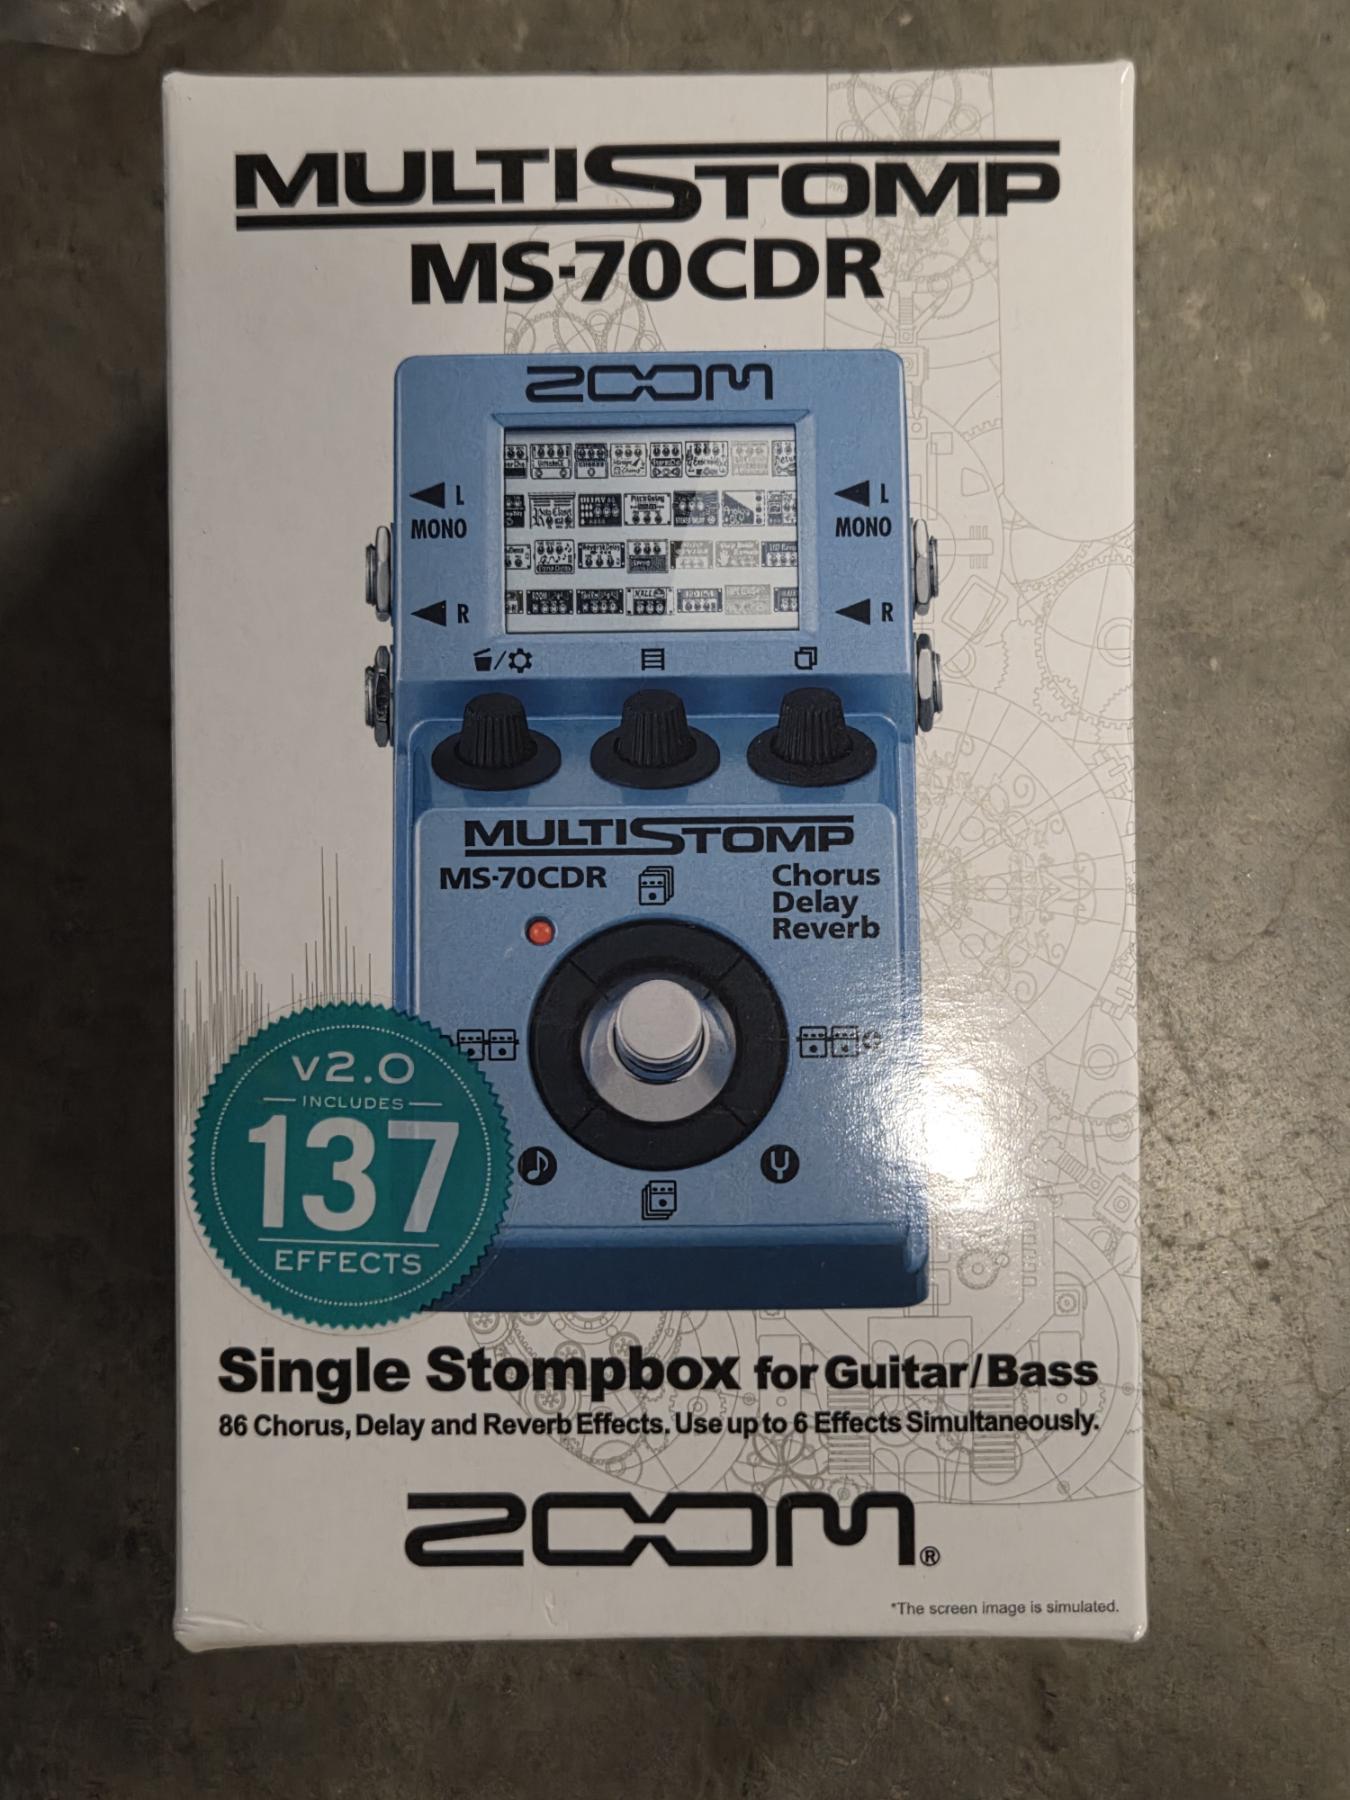 MULTISTOMP
MS-70CDR
ZOOM
L
MONO
R
L
MONO
R
MULTISTOMP
MS-70CDR
Chorus
Delay
Reverb
v2.0
INCLUDES
137
EFFECTS
Single Stompbox for Guitar/Bass
86 Chorus, Delay and Reverb Effects. Use up to 6 Effects Simultaneously.
ZOOM®
*The screen image is simulated.